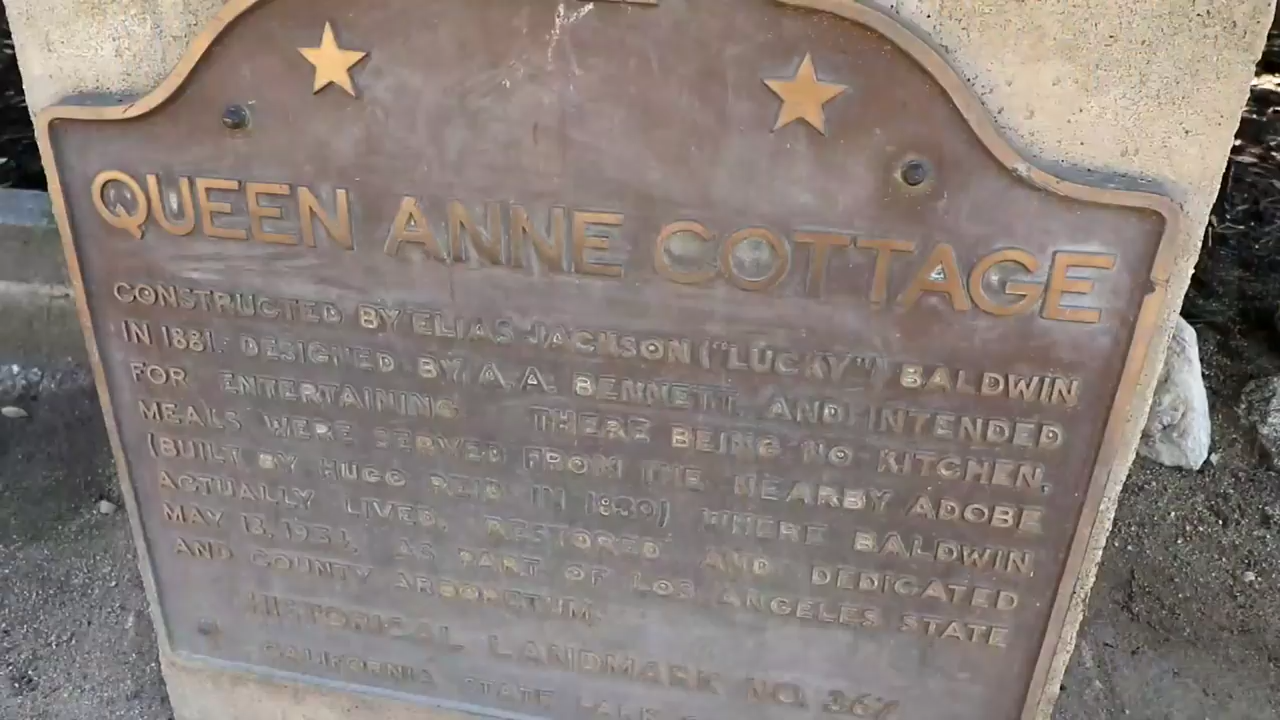 QUEEN ANNE COTTAGE
CONSTRUCTED BY ELIAS JACKSON ("LUCKY") BALDWIN
IN 1881. DESIGNED BY A.A. BENNETT, AND INTENDED
FOR ENTERTAINING THERE BEING NO KITCHEN,
MEALS WERE SERVED FROM THE NEARBY ADOBE
(BUILT BY HUGO REID IN 1839) WHERE BALDWIN
ACTUALLY LIVED. RESTORED AND DEDICATED
MAY 18, 1954, AS PART OF LOS ANGELES STATE
AND COUNTY ARBORETUM.
HISTORICAL LANDMARK NO. 367
CALIFORNIA STATE